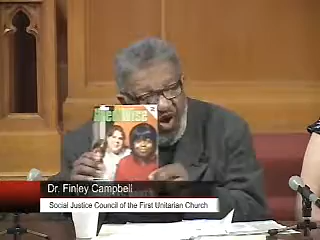 Dr. Finley Campbell
Social Justice Council of the First Unitarian Church